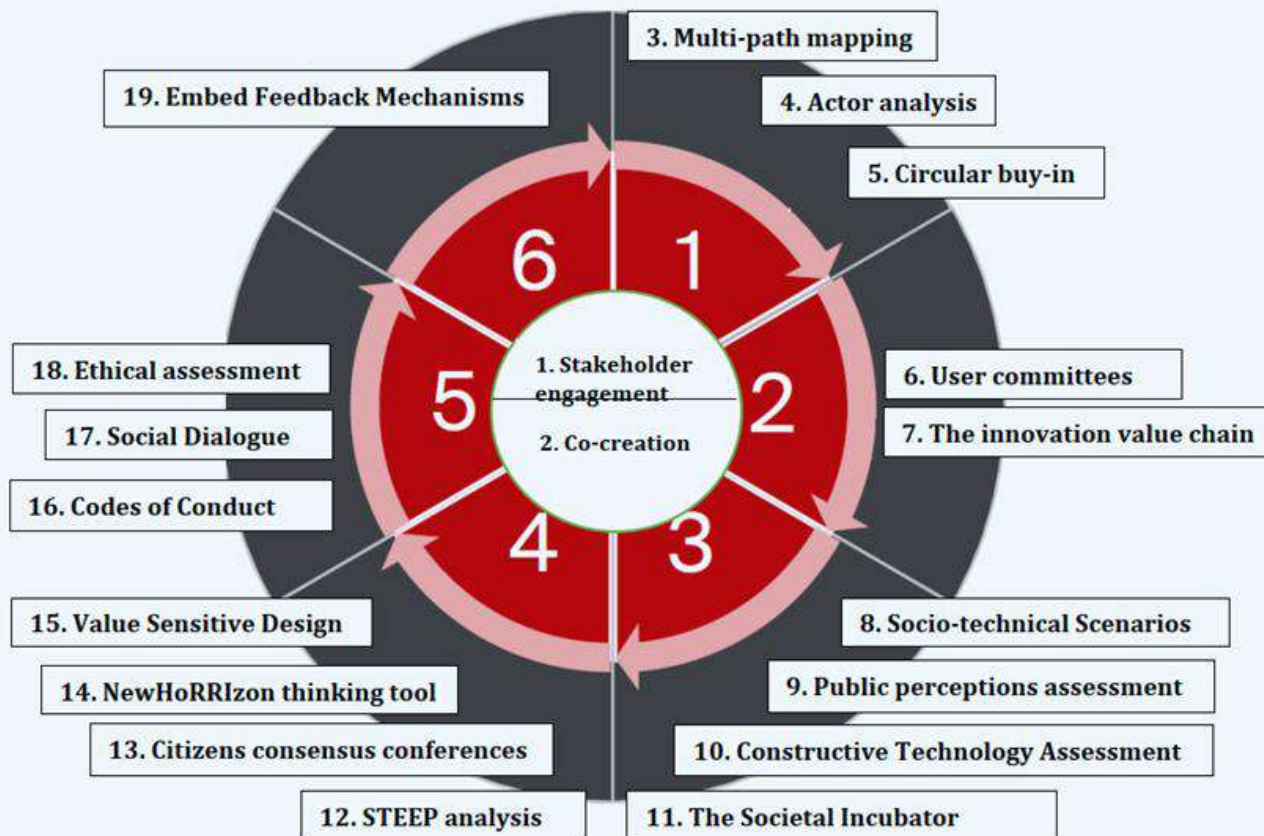 3. Multi-path mapping
19. Embed Feedback Mechanisms
4. Actor analysis
5. Circular buy-in
6
1
1. Stakeholder
engagement
18. Ethical assessment
5
2
6. User committees
17. Social Dialogue
2. Co-creation
7. The innovation value chain
16. Codes of Conduct
4
3
15. Value Sensitive Design
8. Socio-technical Scenarios
14. NewHoRRIzon thinking tool
9. Public perceptions assessment
13. Citizens consensus conferences
10. Constructive Technology Assessment
12. STEEP analysis
11. The Societal Incubator